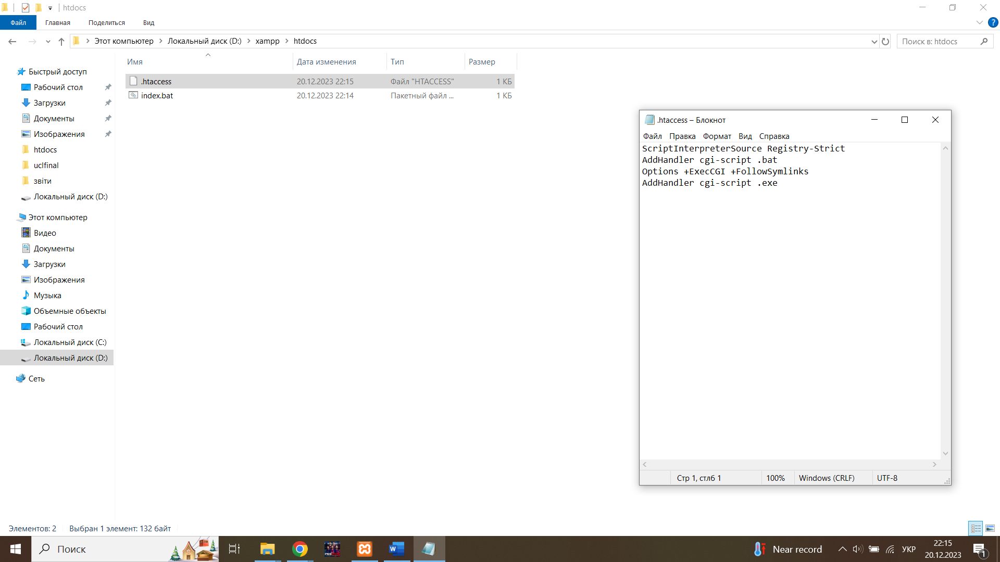 htdocs
Файл Главная Поделиться Вид
Этот компьютер Локальный диск (D:) xampp htdocs
Поиск в: htdocs
Имя Дата изменения Тип Размер
.htaccess 20.12.2023 22:15 Файл "HTACCESS" 1 КБ
index.bat 20.12.2023 22:14 Пакетный файл ... 1 КБ
Быстрый доступ
Рабочий стол
Загрузки
Документы
Изображения
htdocs
uclfinal
звіти
Локальный диск (D:)
Этот компьютер
Видео
Документы
Загрузки
Изображения
Музыка
Объемные объекты
Рабочий стол
Локальный диск (C:)
Локальный диск (D:)
Сеть
.htaccess – Блокнот
Файл Правка Формат Вид Справка
ScriptInterpreterSource Registry-Strict
AddHandler cgi-script .bat
Options +ExecCGI +FollowSymlinks
AddHandler cgi-script .exe
Стр 1, стлб 1 100% Windows (CRLF) UTF-8
Элементов: 2 Выбран 1 элемент: 132 байт
Поиск
Near record
УКР
22:15
20.12.2023
1